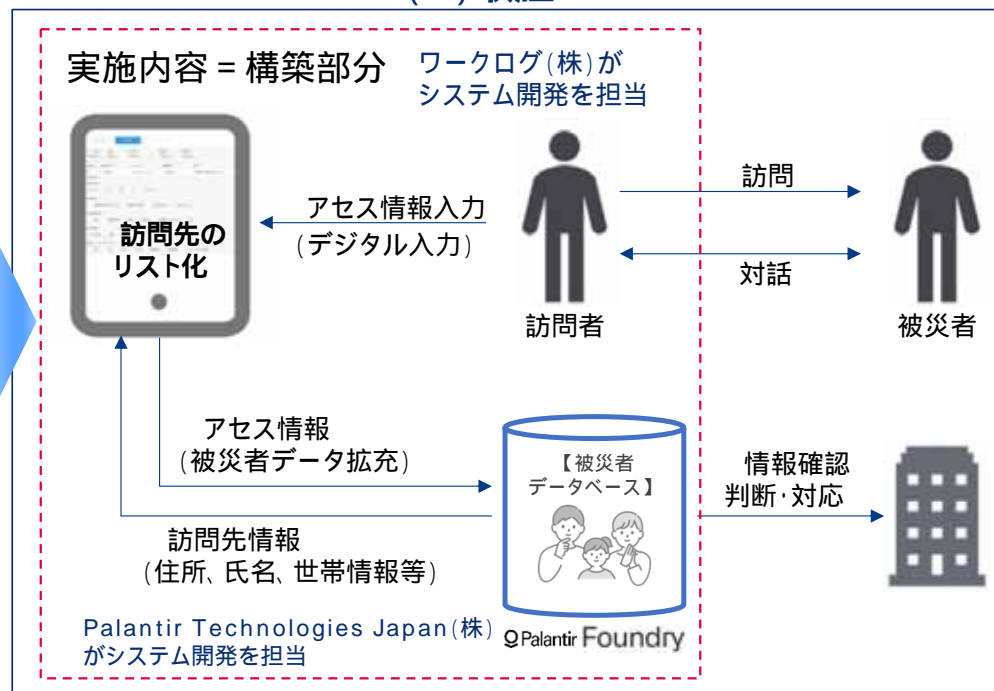 実施内容 = 構築部分
ワークログ(株)が
システム開発を担当
訪問先の
リスト化
アセス情報入力
(デジタル入力)
訪問
対話
訪問者
被災者
アセス情報
(被災者データ拡充)
【被災者
データベース】
情報確認
判断・対応
訪問先情報
(住所、氏名、世帯情報等)
Palantir Technologies Japan(株)
がシステム開発を担当
Palantir Foundry